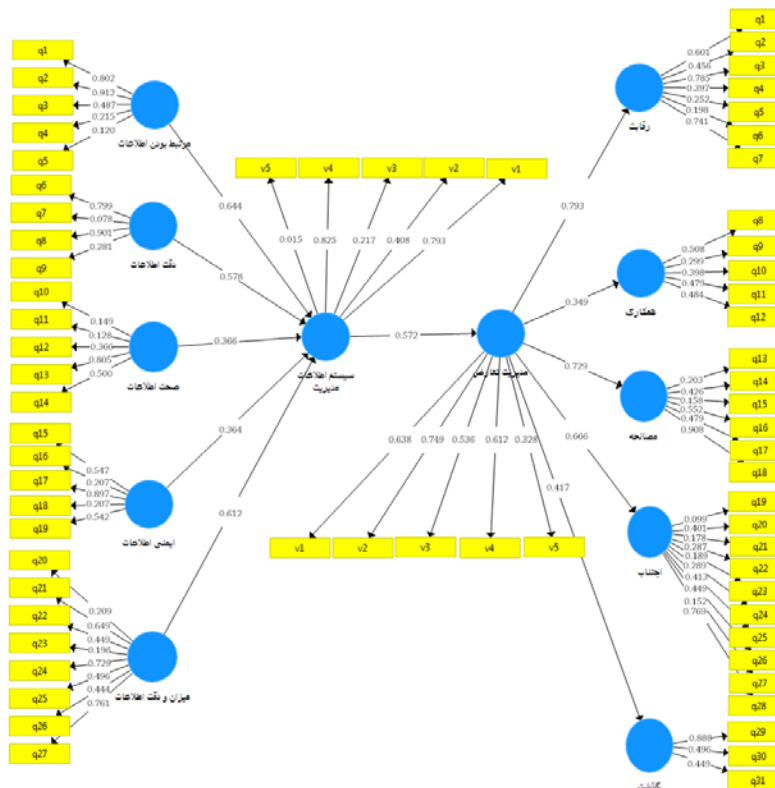 q1
q2
q3
q4
q5
0.802
0.912
0.487
0.215
0.120
مرتبط بودن اطلاعات
q6
q7
q8
q9
0.799
0.078
0.901
0.281
دقت اطلاعات
q10
q11
q12
q13
q14
0.149
0.128
0.366
0.805
0.500
صحت اطلاعات
q15
q16
q17
q18
q19
0.547
0.207
0.897
0.207
0.542
ایمنی اطلاعات
q20
q21
q22
q23
q24
q25
q26
q27
0.209
0.649
0.449
0.196
0.729
0.496
0.444
0.761
میزان و دقت اطلاعات
0.644
0.578
0.366
0.364
0.612
v5
v4
v3
v2
v1
0.015
0.825
0.217
0.408
0.793
سیستم اطلاعات
مدیریت
0.572
مدیریت تعارض
0.638
0.749
0.536
0.612
0.328
v1
v2
v3
v4
v5
0.793
0.349
0.729
0.666
0.417
q1
q2
q3
q4
q5
q6
q7
0.601
0.456
0.785
0.397
0.252
0.198
0.741
رقابت
q8
q9
q10
q11
q12
0.508
0.299
0.398
0.479
0.484
همکاری
q13
q14
q15
q16
q17
q18
0.203
0.426
0.158
0.552
0.479
0.908
مصالحه
q19
q20
q21
q22
q23
q24
q25
q26
q27
q28
0.099
0.401
0.178
0.287
0.189
0.289
0.413
0.449
0.152
0.769
اجتناب
q29
q30
q31
0.888
0.496
0.449